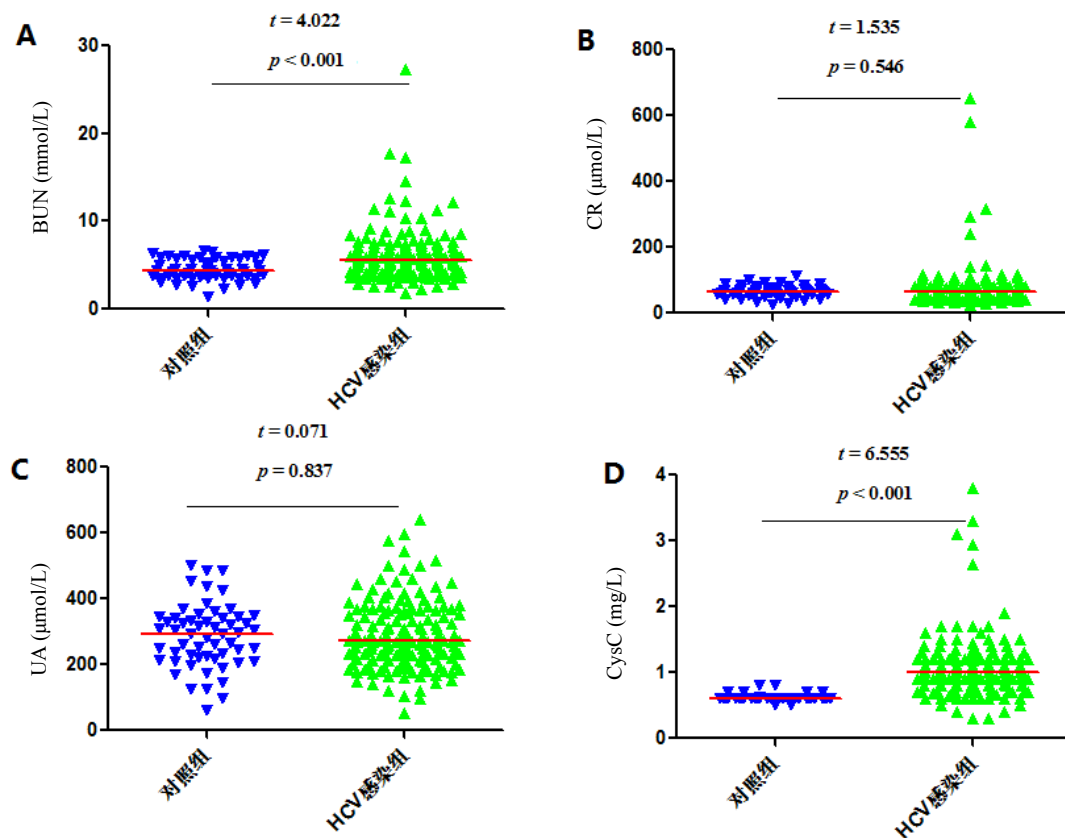 A
t = 4.022
p < 0.001
BUN (mmol/L)
30
20
10
0
对照组
HCV感染组
B
t = 1.535
p = 0.546
CR (μmol/L)
800
600
400
200
0
对照组
HCV感染组
C
t = 0.071
p = 0.837
UA (μmol/L)
800
600
400
200
0
对照组
HCV感染组
D
t = 6.555
p < 0.001
CysC (mg/L)
4
3
2
1
0
对照组
HCV感染组